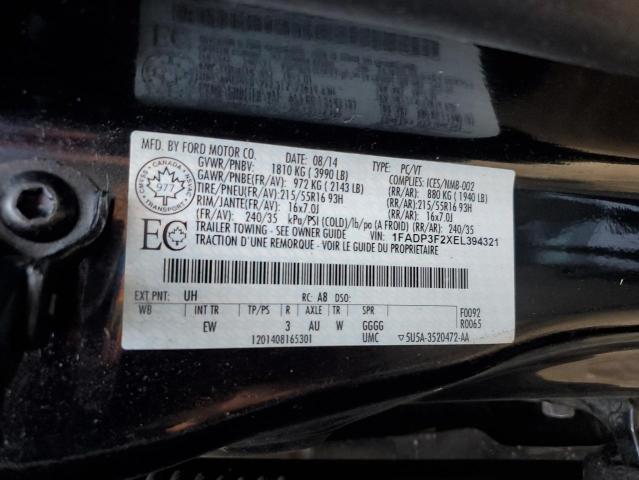 MFD. BY FORD MOTOR CO. DATE: 08/14 TYPE: PC/VT
GVWR/PNBV- 1810 KG ( 3990 LB) COMPLIES: ICES/NMB-002
GAWR/PNBE(FR/AV): 972 KG ( 2143 LB) (RR/AR): 880 KG ( 1940 LB)
TIRE/PNEU(FR/AV):215/55R16 93H (RR/AR):215/55R16 93H
RIM/JANTE(FR/AV): 16x7.0J (RR/AR): 16x7.0J
(FR/AV): 240/35 kPa/PSI (COLD)/lb/po (A FROID) (RR/AR): 240/35
TRAILER TOWING - SEE OWNER GUIDE VIN: 1FADP3F2XEL394321
TRACTION D'UNE REMORQUE - VOIR LE GUIDE DU PROPRIETAIRE
CANADA
977
TRANSPORT
EC
EXT PNT: UH RC: A8 DSO:
WB INT TR TP/PS R AXLE TR SPR F0092
EW 3 AU W GGGG R0065
1201408165301 UMC 5U5A-3520472-AA
EC